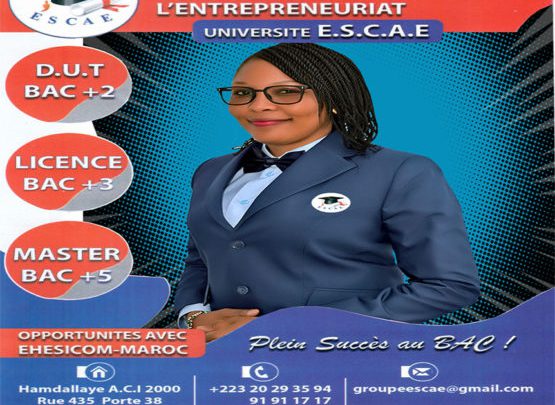 L'ENTREPRENEURIAT
ESCAE
UNIVERSITE E.S.C.A.E
D.U.T
BAC +2
LICENCE
BAC +3
MASTER
BAC +5
ESCAE
OPPORTUNITES AVEC
EHESICOM-MAROC
Plein Succès au BAC !
Hamdallaye A.C.I 2000
Rue 435 Porte 38
+223 20 29 35 94
91 91 17 17
groupeescae@gmail.com